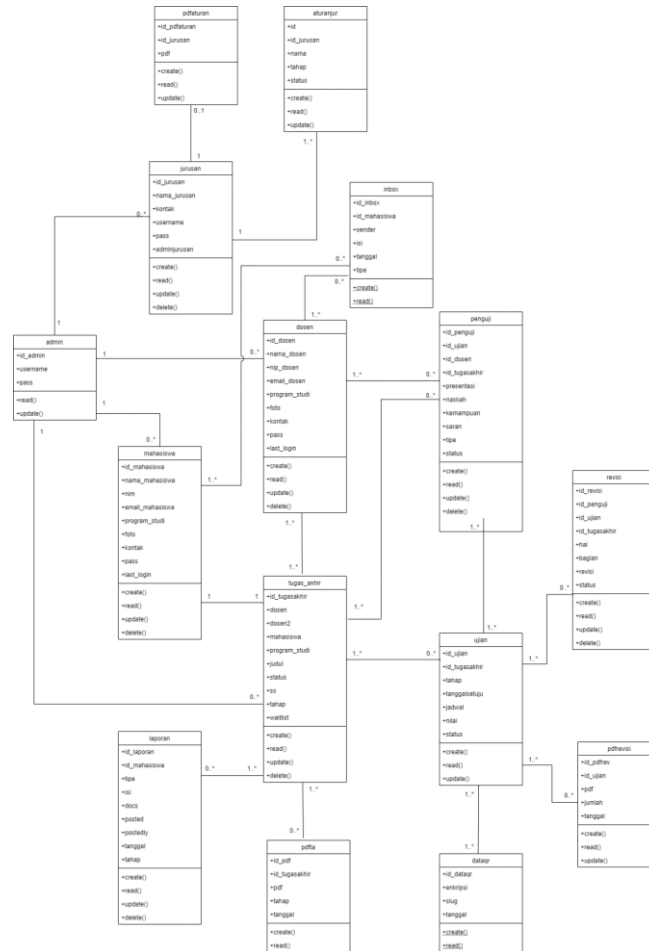 pdfaturan
+id_pdfaturan
+id_jurusan
+pdf
+create()
+read()
+update()
0..1
1
aturanjur
+id
+id_jurusan
+nama
+tahap
+status
+create()
+read()
+update()
1..*
1
jurusan
+id_jurusan
+nama_jurusan
+kontak
+username
+pass
+adminjurusan
+create()
+read()
+update()
+delete()
0..*
1
inbox
+id_inbox
+id_mahasiswa
+sender
+isi
+tanggal
+tipe
+create()
+read()
0..*
0..*
1..*
admin
+id_admin
+username
+pass
+read()
+update()
1
0..*
1
0..*
1
0..*
dosen
+id_dosen
+nama_dosen
+nip_dosen
+email_dosen
+program_studi
+foto
+kontak
+pass
+last_login
+create()
+read()
+update()
+delete()
1..*
0..*
0..*
1..*
1..*
penguji
+id_penguji
+id_ujian
+id_dosen
+id_tugasakhir
+presentasi
+naskah
+kemampuan
+saran
+tipe
+status
+create()
+read()
+update()
+delete()
1..*
1..*
mahasiswa
+id_mahasiswa
+nama_mahasiswa
+nim
+email_mahasiswa
+program_studi
+foto
+kontak
+pass
+last_login
+create()
+read()
+update()
+delete()
1..*
1
1
revisi
+id_revisi
+id_penguji
+id_ujian
+id_tugasakhir
+hal
+bagian
+revisi
+status
+create()
+read()
+update()
+delete()
0..*
1..*
tugas_akhir
+id_tugasakhir
+dosen
+dosen2
+mahasiswa
+program_studi
+judul
+status
+ss
+tahap
+waitlist
+create()
+read()
+update()
+delete()
1..*
1..*
0..*
1..*
0..*
1..*
ujian
+id_ujian
+id_tugasakhir
+tahap
+tanggalsetuju
+jadwal
+nilai
+status
+create()
+read()
+update()
1..*
0..*
1..*
1..*
laporan
+id_laporan
+id_mahasiswa
+tipe
+isi
+docs
+posted
+tanggal
+tahap
+create()
+read()
+update()
+delete()
pdfrevisi
+id_pdfrev
+id_ujian
+pdf
+jumlah
+tanggal
+create()
+read()
+update()
pdfta
+id_pdf
+id_tugasakhir
+pdf
+tahap
+tanggal
+create()
+read()
dataqr
+id_dataqr
+enkripsi
+slug
+tanggal
+create()
+read()